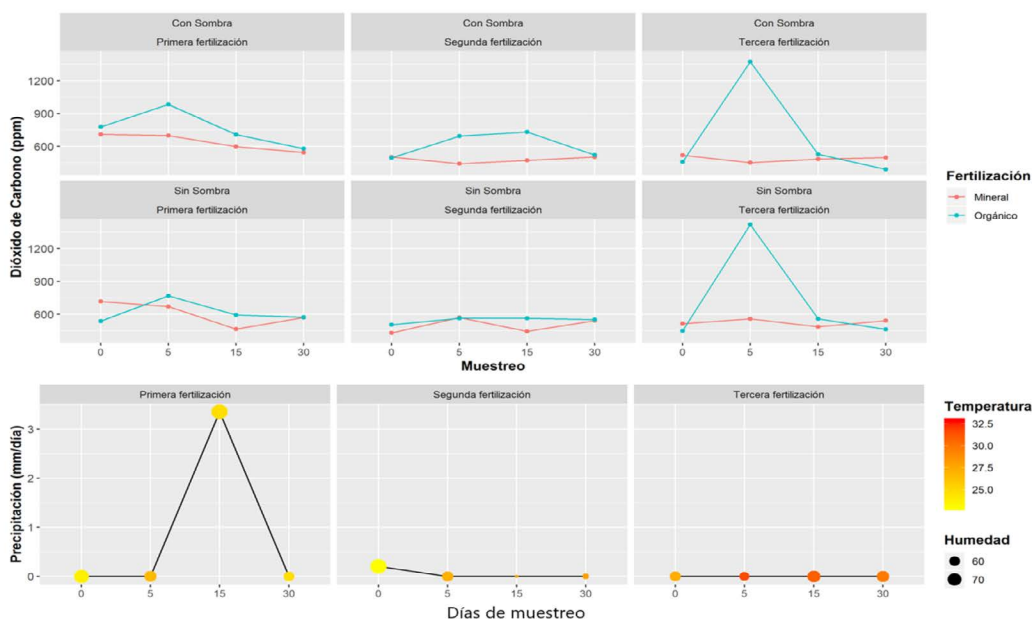 Con Sombra Con Sombra Con Sombra
Primera fertilización Segunda fertilización Tercera fertilización
1200
900
600
Sin Sombra Sin Sombra Sin Sombra
Primera fertilización Segunda fertilización Tercera fertilización
1200
900
600
0 5 15 30 0 5 15 30 0 5 15 30
Muestreo
Dióxido de Carbono (ppm)
Fertilización
Mineral
Orgánico
Primera fertilización Segunda fertilización Tercera fertilización
3
2
1
0
0 5 15 30 0 5 15 30 0 5 15 30
Días de muestreo
Precipitación (mm/día)
Temperatura
32.5
30.0
27.5
25.0
Humedad
60
70